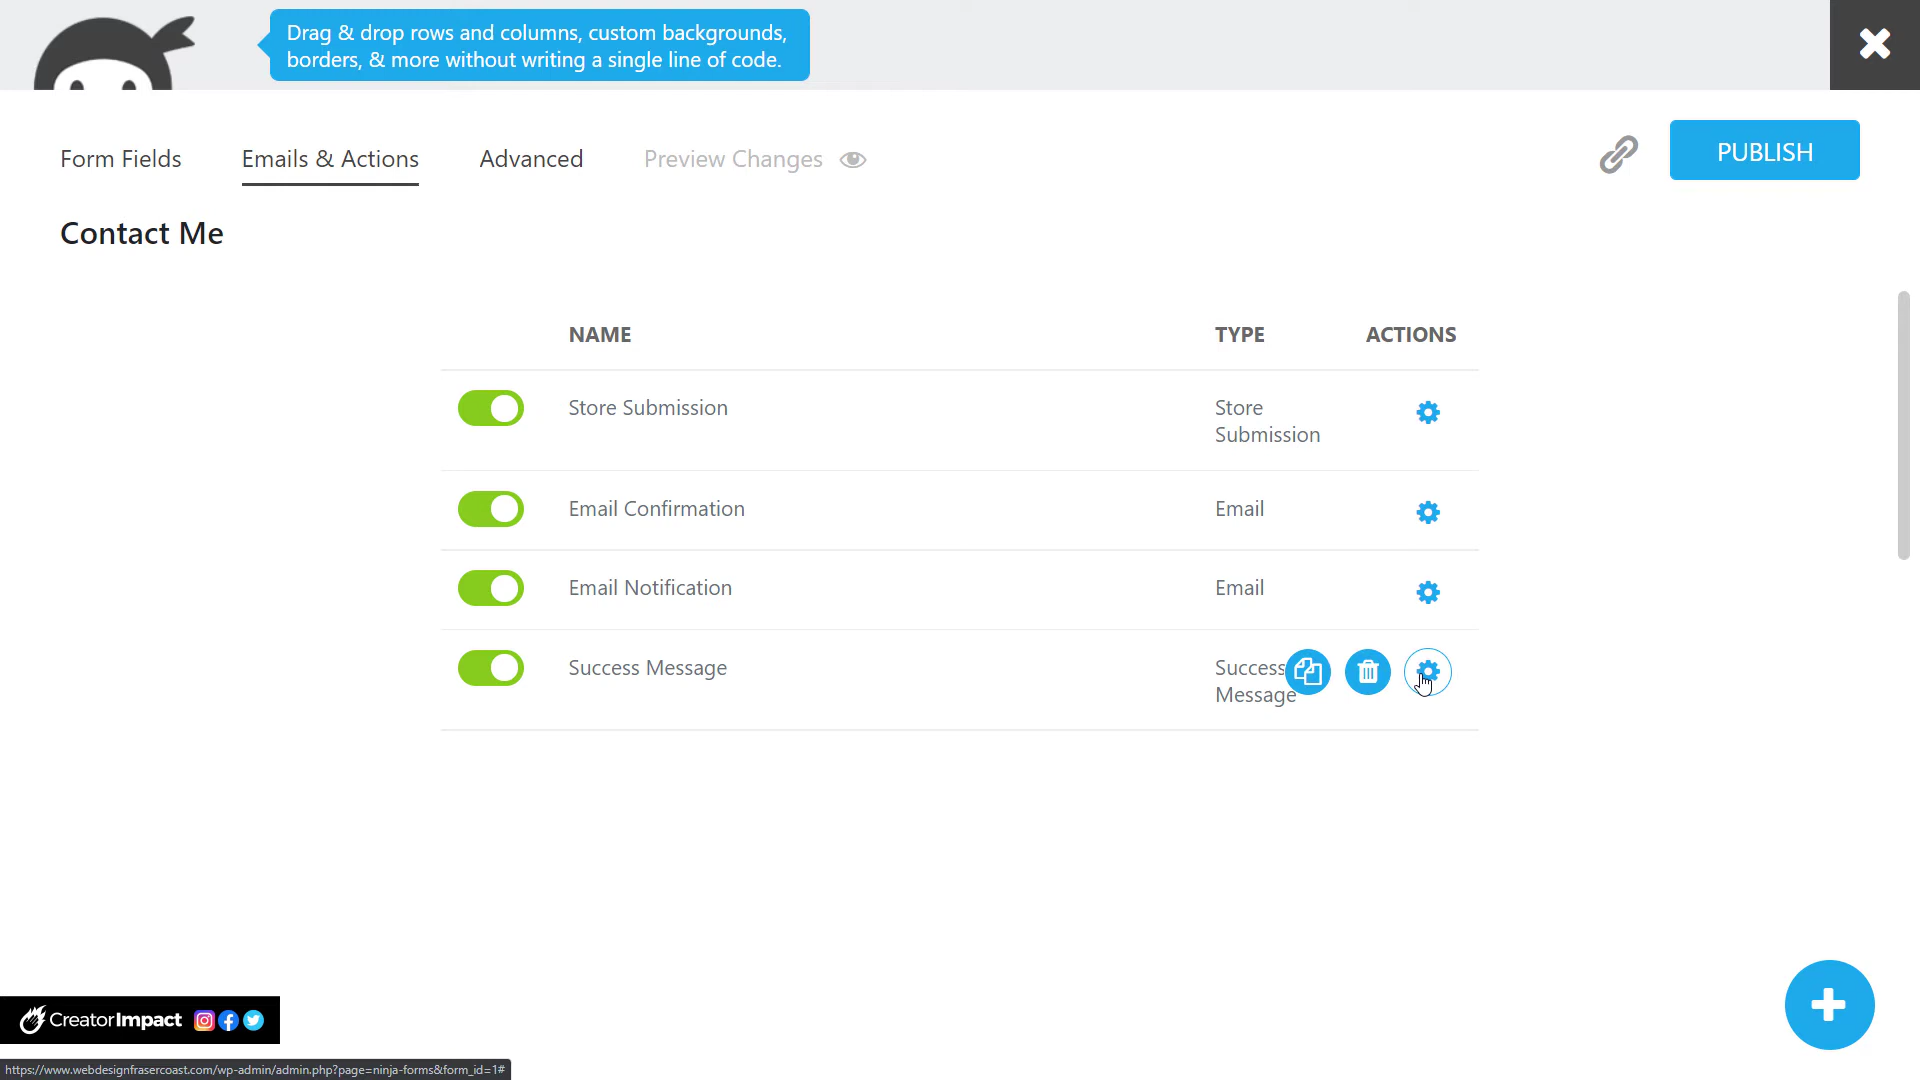 Drag & drop rows and columns, custom backgrounds,
borders, & more without writing a single line of code.
Form Fields
Emails & Actions
Advanced
Preview Changes
PUBLISH
Contact Me
NAME
TYPE
ACTIONS
Store Submission
Store
Submission
Email Confirmation
Email
Email Notification
Email
Success Message
Success
Message
CreatorImpact
https://www.webdesignfrasercoast.com/wp-admin/admin.php?page=ninja-forms&form_id=1#